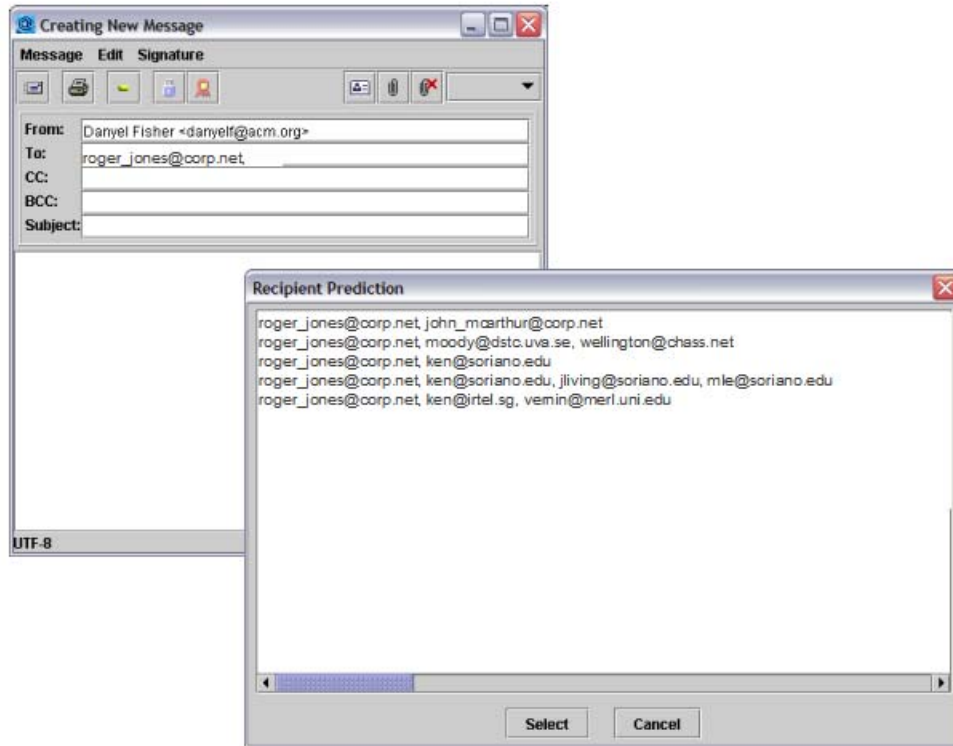 Creating New Message
Message Edit Signature
From: Danyel Fisher <danyelf@acm.org>
To: roger_jones@corp.net,
CC:
BCC:
Subject:
UTF-8
Recipient Prediction
roger_jones@corp.net, john_mcarthur@corp.net
roger_jones@corp.net, moody@dstc.uva.se, wellington@chass.net
roger_jones@corp.net, ken@soriano.edu
roger_jones@corp.net, ken@soriano.edu, jliving@soriano.edu, mle@soriano.edu
roger_jones@corp.net, ken@irtel.sg, vernin@merl.uni.edu
Select Cancel